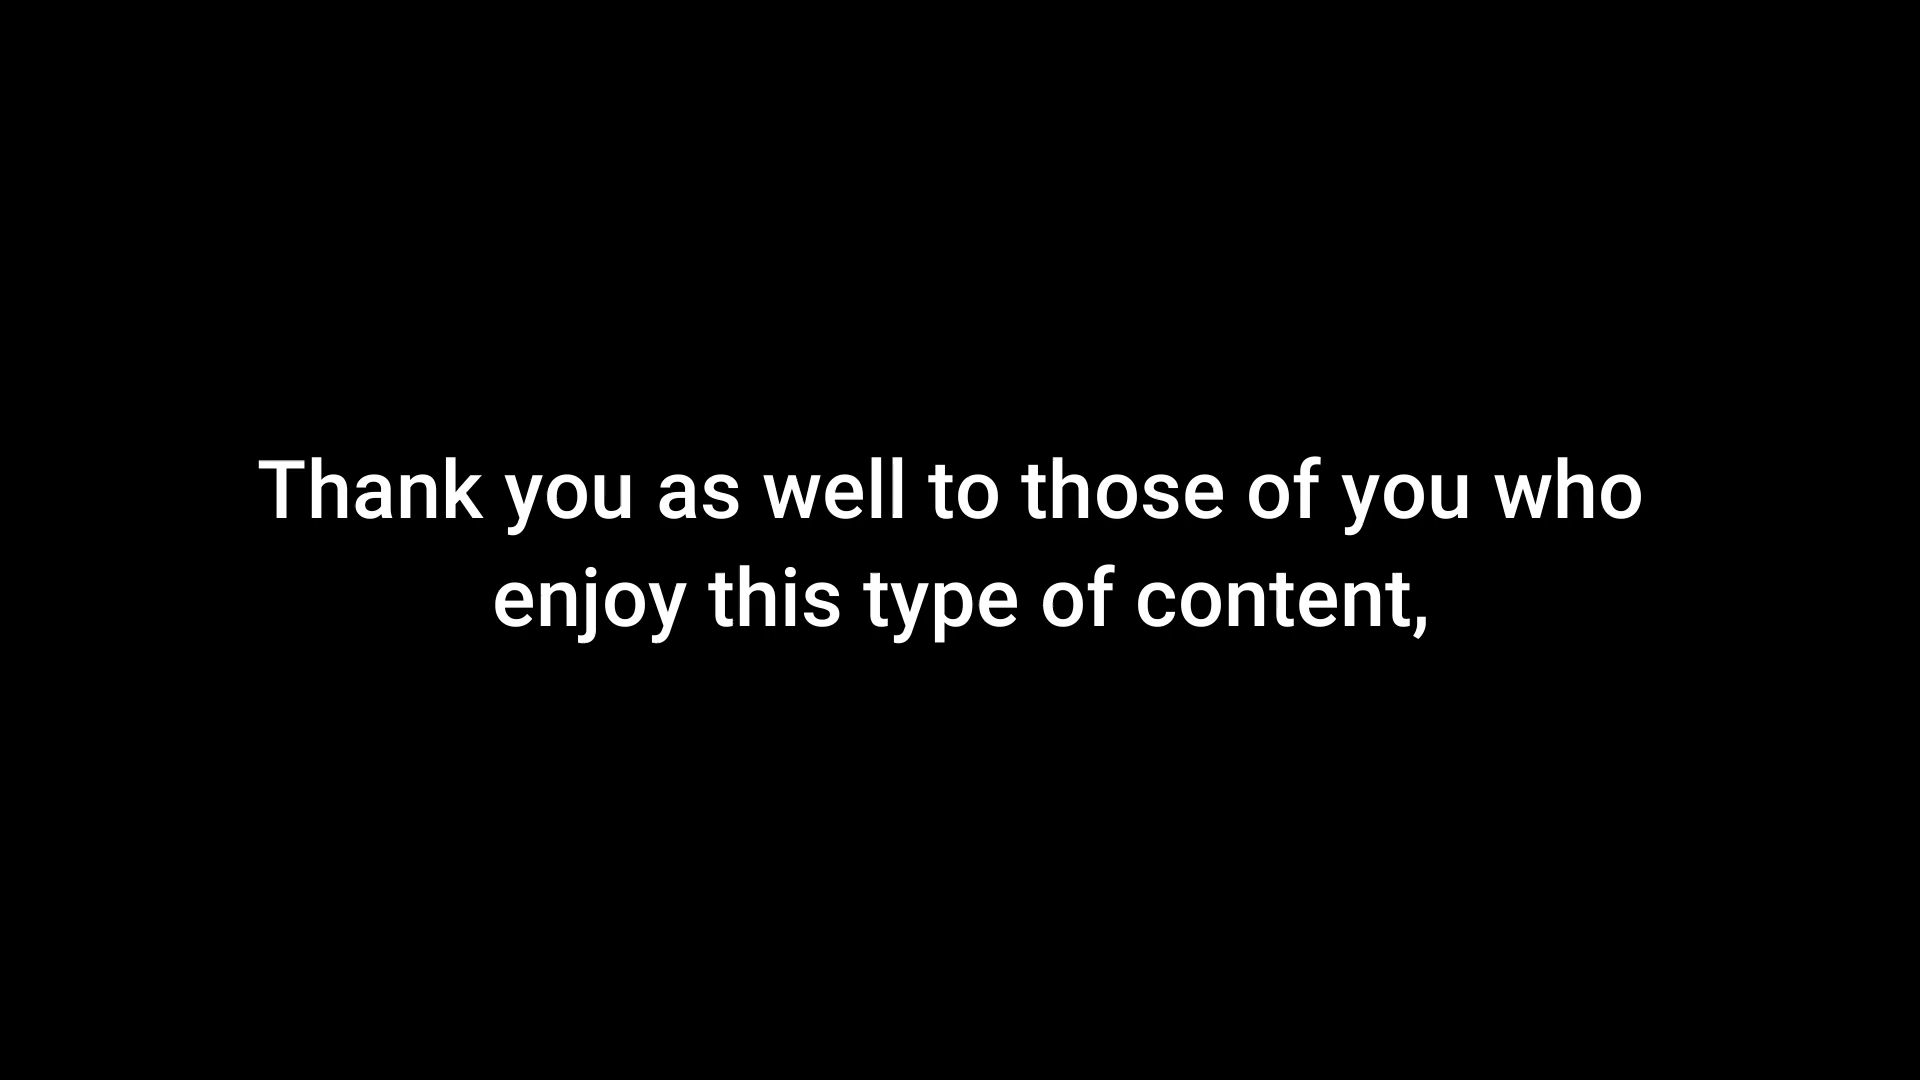 Thank you as well to those of you who
enjoy this type of content,